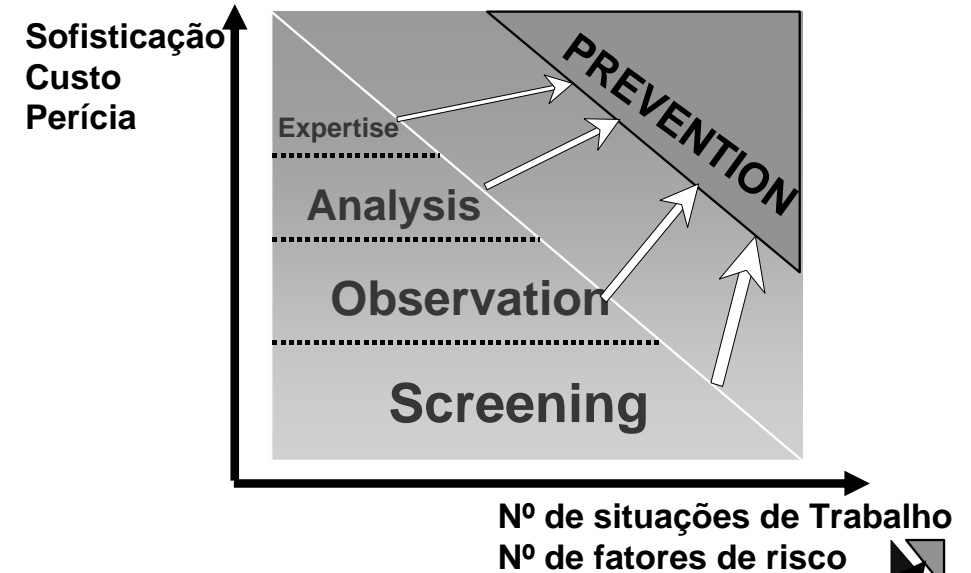 Sofisticação
Custo
Perícia
PREVENTION
Expertise
Analysis
Observation
Screening
Nº de situações de Trabalho
Nº de fatores de risco